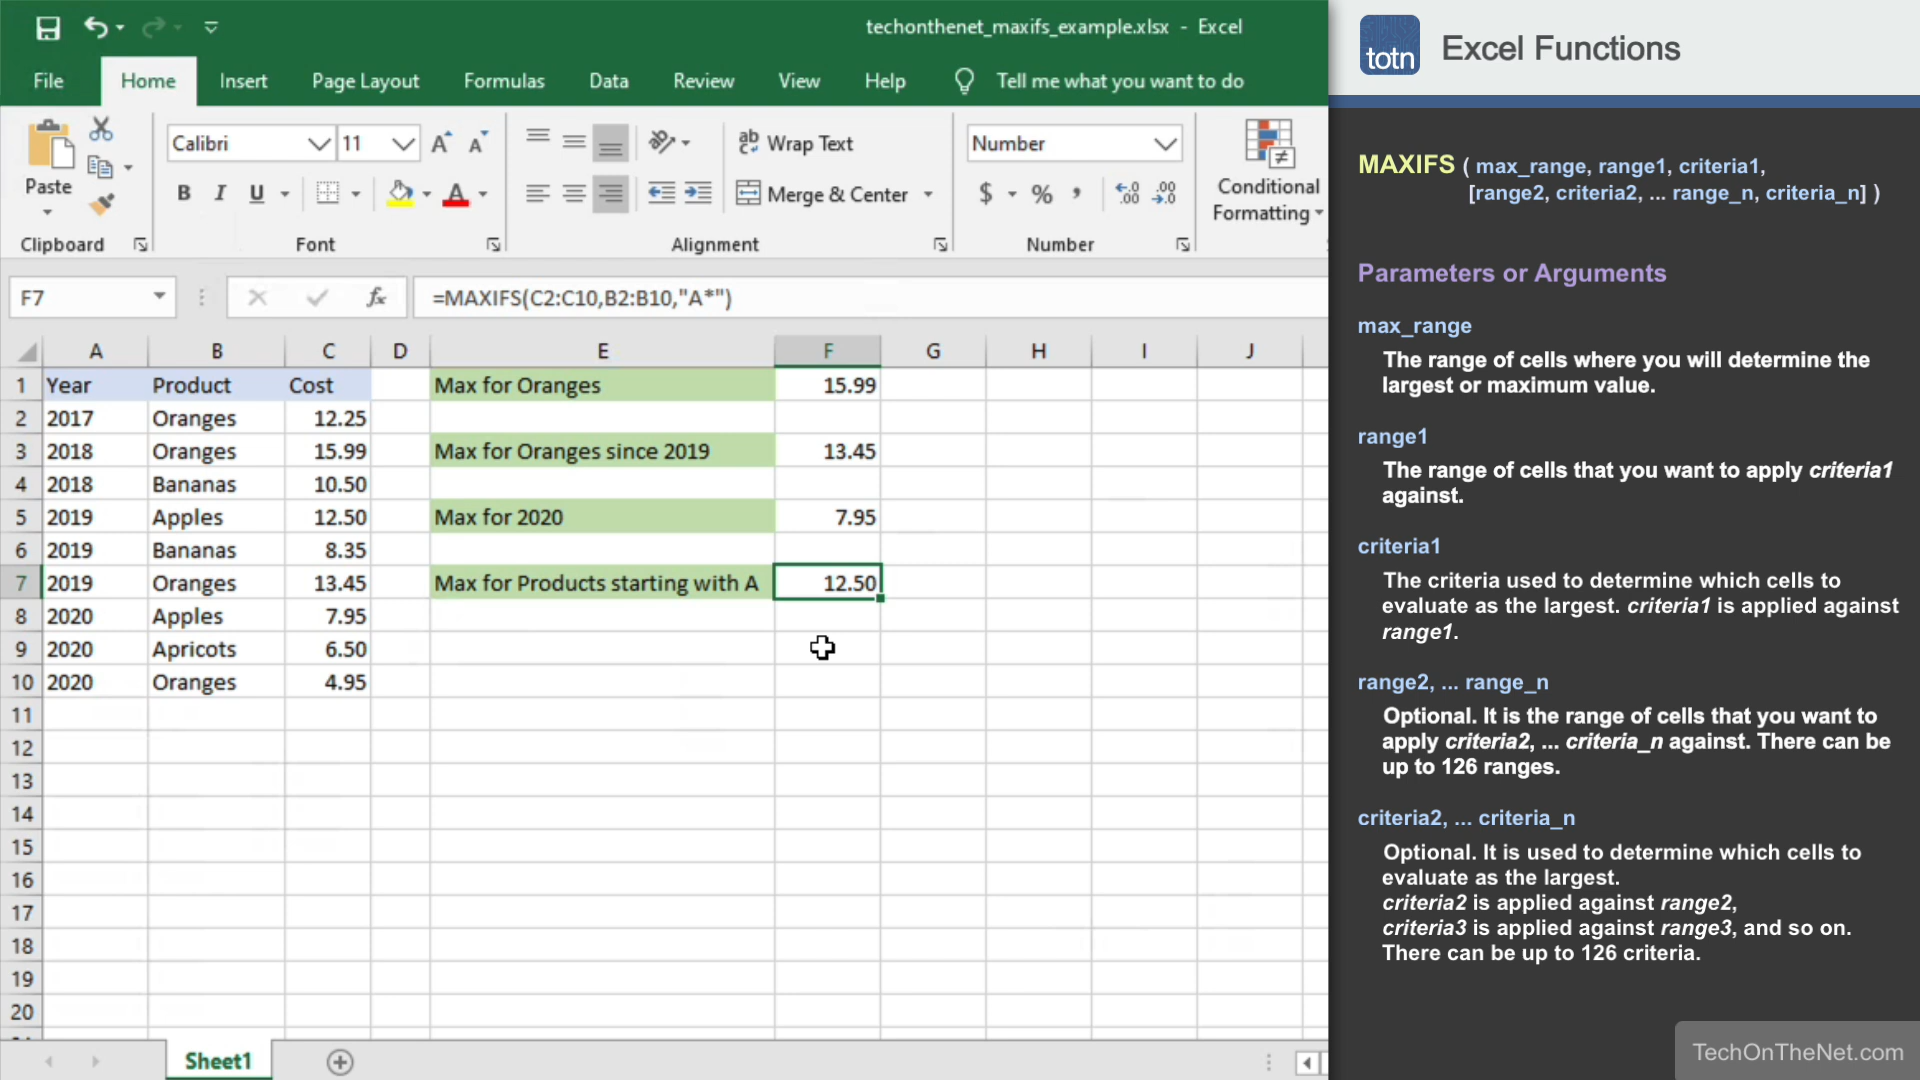 techonthenet_maxifs_example.xlsx - Excel
File Home Insert Page Layout Formulas Data Review View Help Tell me what you want to do
Paste
Clipboard
Calibri 11 A A
B I U A
Font
ab Wrap Text
Merge & Center
Alignment
Number
$ % , .0 .00 .00 .0
Number
Conditional
Formatting
F7 fx =MAXIFS(C2:C10,B2:B10,"A*")
A B C D E F G H I J
1 Year Product Cost Max for Oranges 15.99
2 2017 Oranges 12.25
3 2018 Oranges 15.99 Max for Oranges since 2019 13.45
4 2018 Bananas 10.50
5 2019 Apples 12.50 Max for 2020 7.95
6 2019 Bananas 8.35
7 2019 Oranges 13.45 Max for Products starting with A 12.50
8 2020 Apples 7.95
9 2020 Apricots 6.50
10 2020 Oranges 4.95
11
12
13
14
15
16
17
18
19
20
Sheet1
totn Excel Functions
MAXIFS ( max_range, range1, criteria1,
[range2, criteria2, ... range_n, criteria_n] )
Parameters or Arguments
max_range
The range of cells where you will determine the
largest or maximum value.
range1
The range of cells that you want to apply criteria1
against.
criteria1
The criteria used to determine which cells to
evaluate as the largest. criteria1 is applied against
range1.
range2, ... range_n
Optional. It is the range of cells that you want to
apply criteria2, ... criteria_n against. There can be
up to 126 ranges.
criteria2, ... criteria_n
Optional. It is used to determine which cells to
evaluate as the largest.
criteria2 is applied against range2,
criteria3 is applied against range3, and so on.
There can be up to 126 criteria.
TechOnTheNet.com